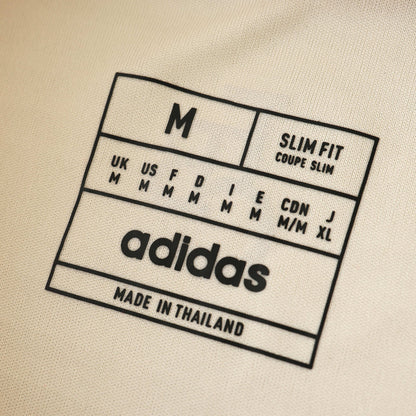 M
SLIM FIT
COUPE SLIM
UK US F D I E CDN J
M M M M M M M/M XL
adidas
MADE IN THAILAND